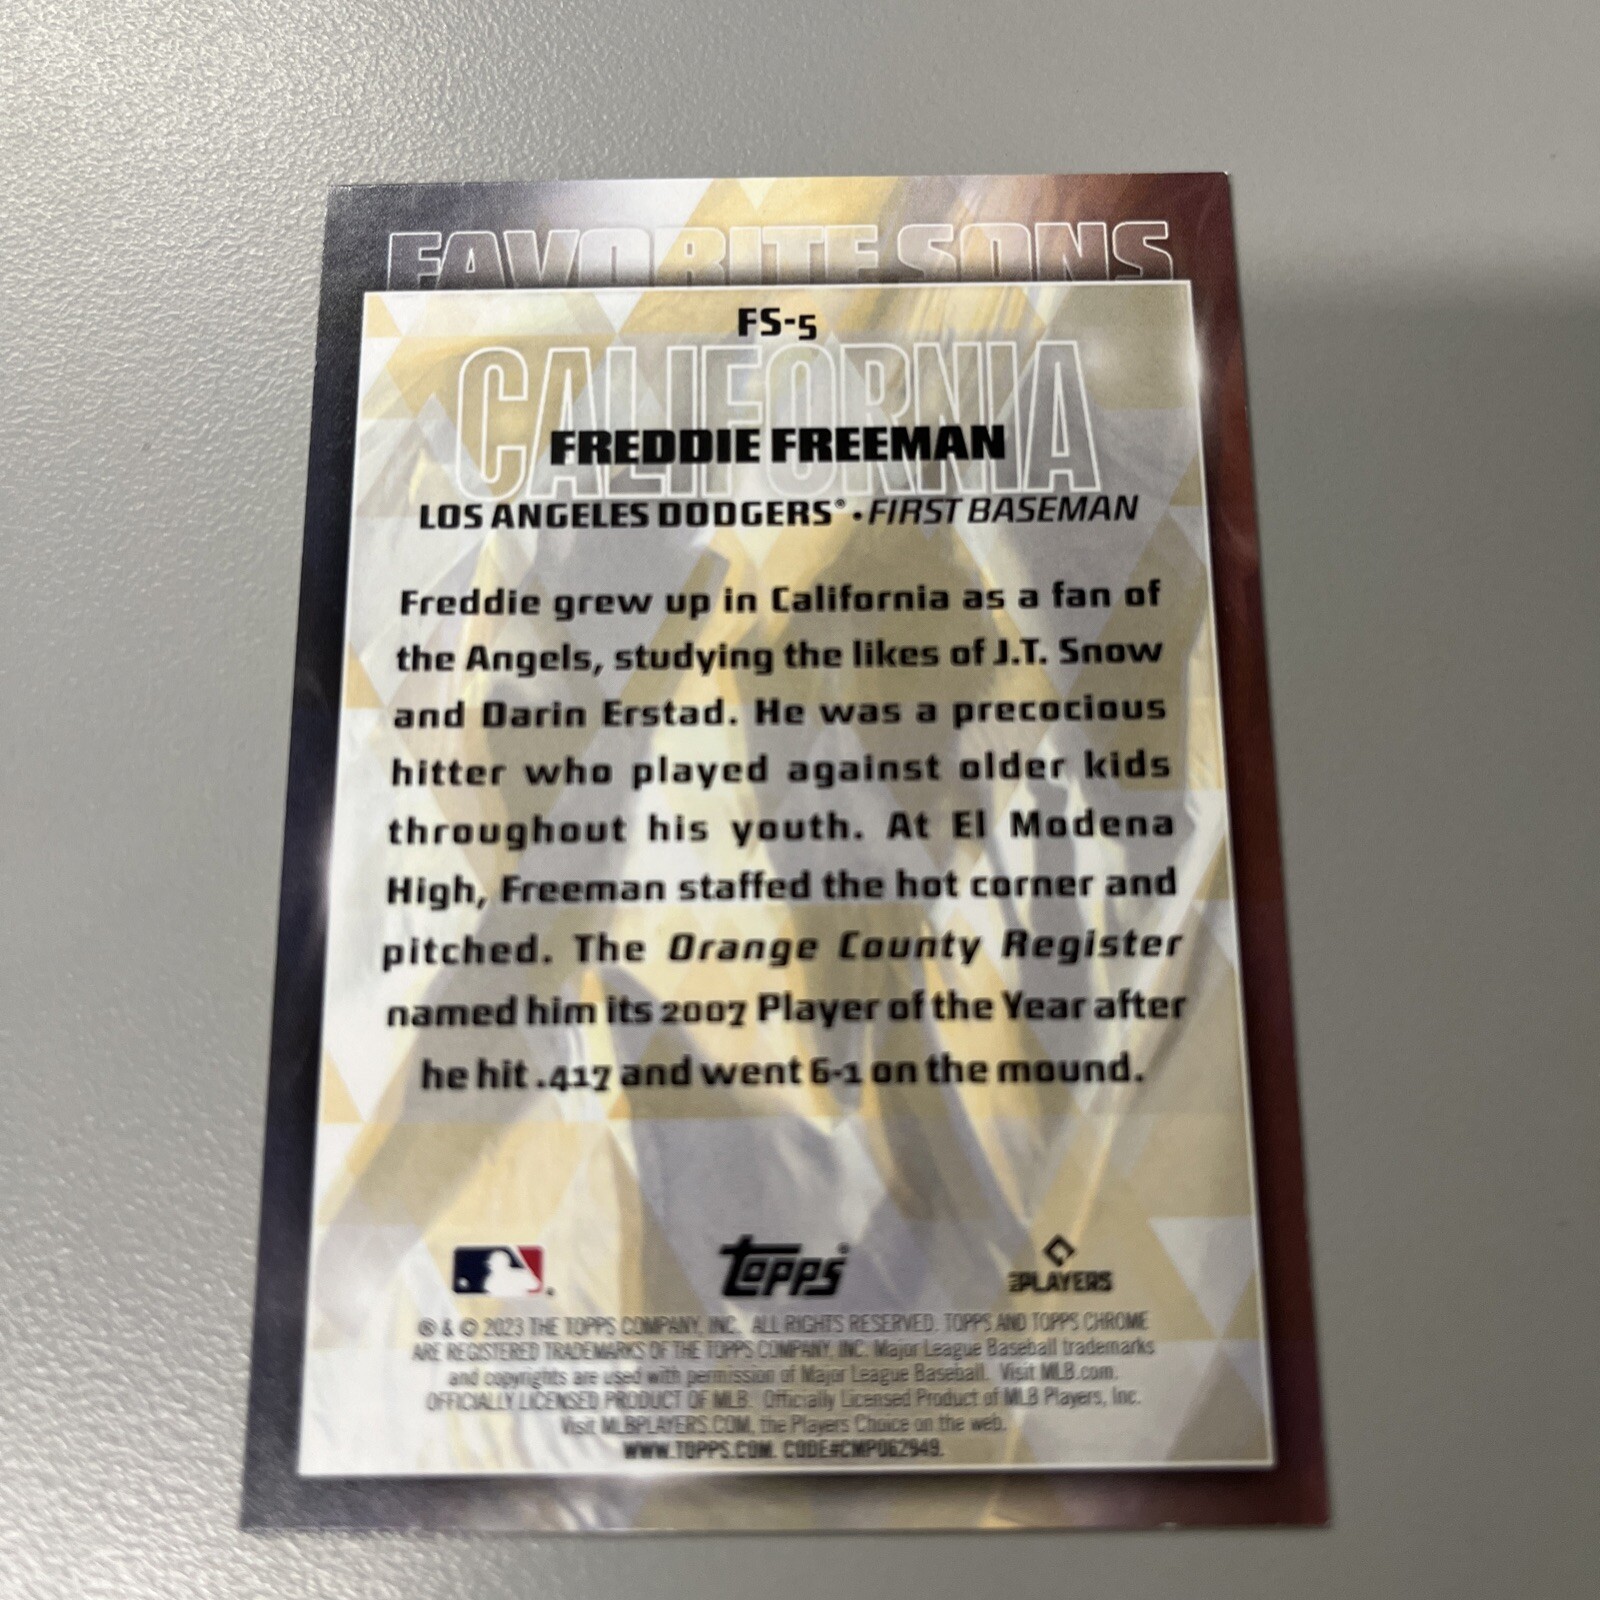 FAVORITE SONS
FS-5
CALIFORNIA
FREDDIE FREEMAN
LOS ANGELES DODGERS® • FIRST BASEMAN
Freddie grew up in California as a fan of
the Angels, studying the likes of J.T. Snow
and Darin Erstad. He was a precocious
hitter who played against older kids
throughout his youth. At El Modena
High, Freeman staffed the hot corner and
pitched. The Orange County Register
named him its 2007 Player of the Year after
he hit .417 and went 6-1 on the mound.
topps® PLAYERS
® & © 2023 THE TOPPS COMPANY, INC. ALL RIGHTS RESERVED. TOPPS AND TOPPS CHROME
ARE REGISTERED TRADEMARKS OF THE TOPPS COMPANY, INC. Major League Baseball trademarks
and copyrights are used with permission of Major League Baseball. Visit MLB.com.
OFFICIALLY LICENSED PRODUCT OF MLB. Officially Licensed Product of MLB Players, Inc.
Visit MLBPLAYERS.COM, the Players Choice on the web.
WWW.TOPPS.COM. CODE#CMP062949.